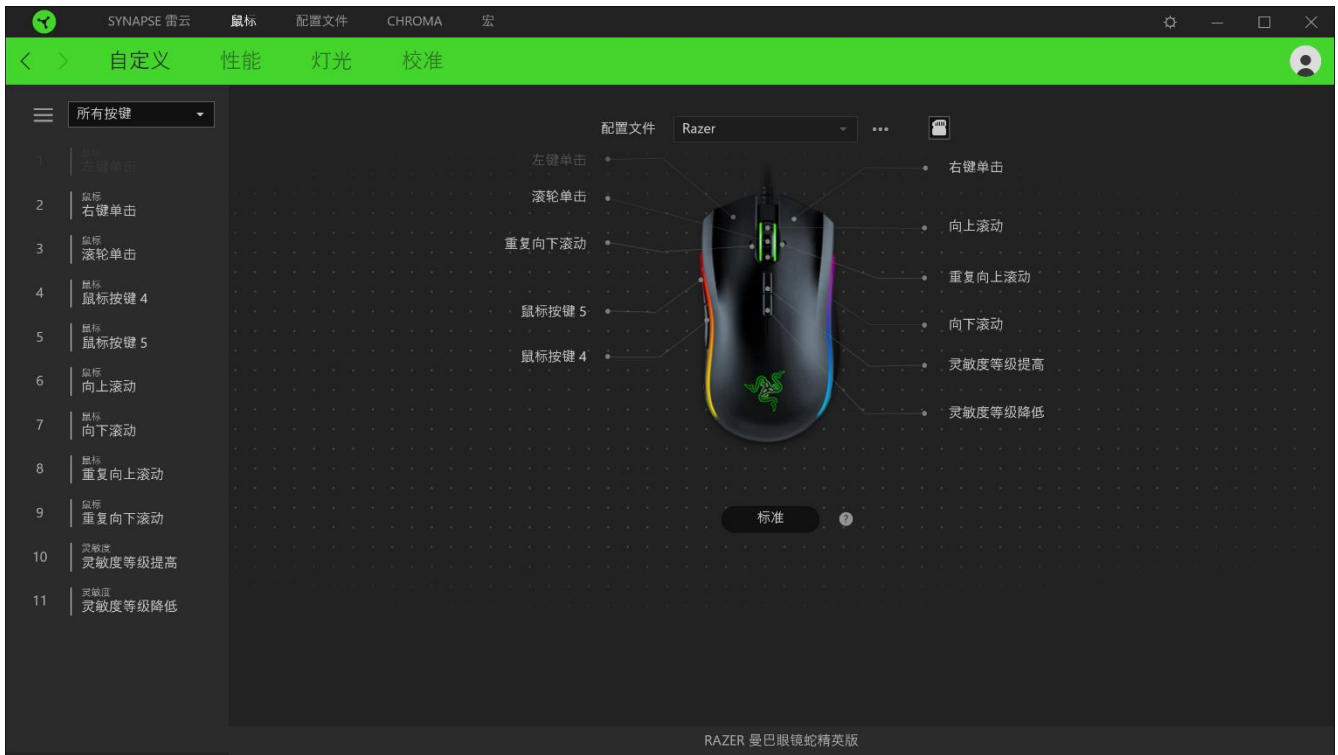 SYNAPSE 雷云 鼠标 配置文件 CHROMA 宏
自定义 性能 灯光 校准
所有按键
1 鼠标
左键单击
2 鼠标
右键单击
3 鼠标
滚轮单击
4 鼠标
鼠标按键 4
5 鼠标
鼠标按键 5
6 鼠标
向上滚动
7 鼠标
向下滚动
8 鼠标
重复向上滚动
9 鼠标
重复向下滚动
10 灵敏度
灵敏度等级提高
11 灵敏度
灵敏度等级降低
配置文件 Razer
左键单击
滚轮单击
重复向下滚动
鼠标按键 5
鼠标按键 4
右键单击
向上滚动
重复向上滚动
向下滚动
灵敏度等级提高
灵敏度等级降低
标准 ?
RAZER 曼巴眼镜蛇精英版